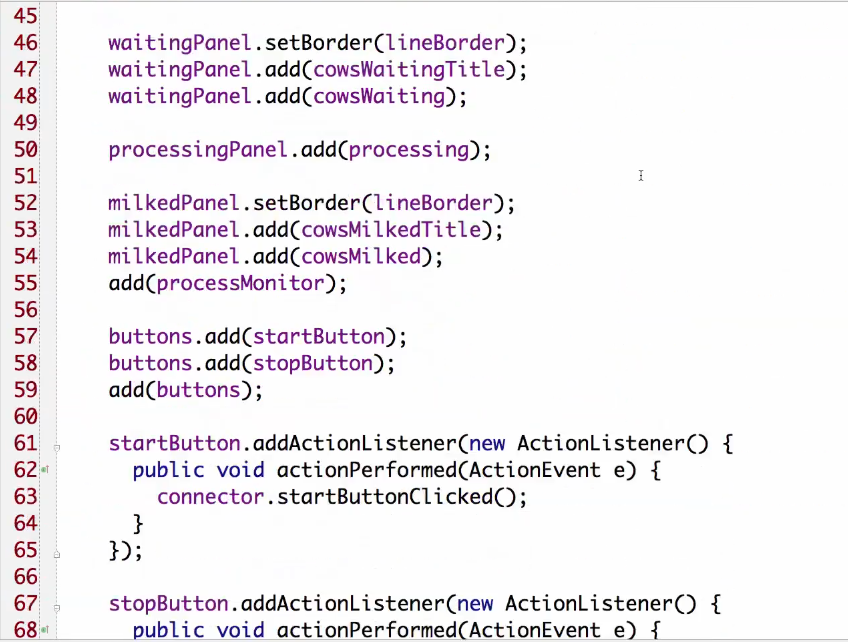 45
46 waitingPanel.setBorder(lineBorder);
47 waitingPanel.add(cowsWaitingTitle);
48 waitingPanel.add(cowsWaiting);
49
50 processingPanel.add(processing);
51
52 milkedPanel.setBorder(lineBorder);
53 milkedPanel.add(cowsMilkedTitle);
54 milkedPanel.add(cowsMilked);
55 add(processMonitor);
56
57 buttons.add(startButton);
58 buttons.add(stopButton);
59 add(buttons);
60
61 startButton.addActionListener(new ActionListener() {
62 public void actionPerformed(ActionEvent e) {
63 connector.startButtonClicked();
64 }
65 });
66
67 stopButton.addActionListener(new ActionListener() {
68 public void actionPerformed(ActionEvent e) {